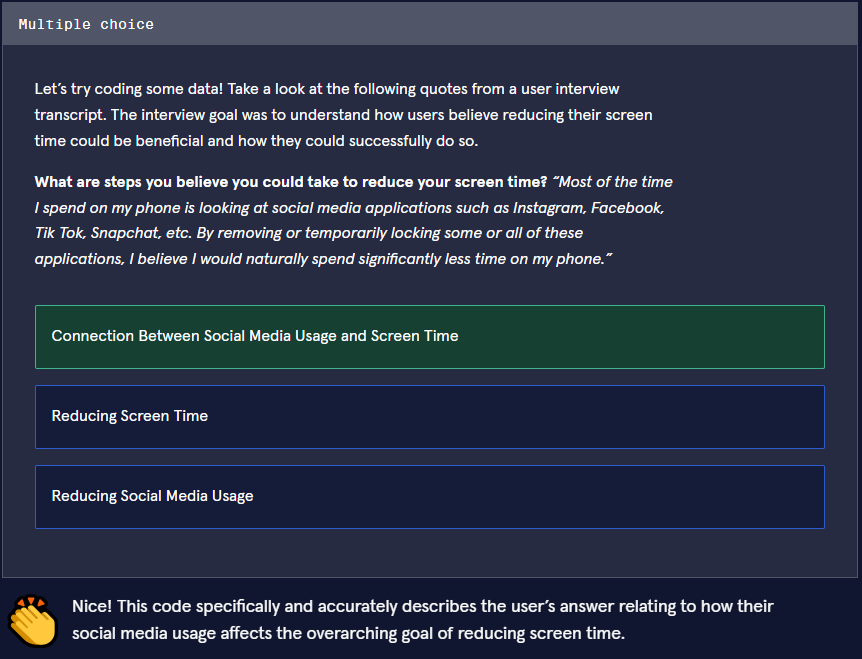 Multiple choice
Let’s try coding some data! Take a look at the following quotes from a user interview
transcript. The interview goal was to understand how users believe reducing their screen
time could be beneficial and how they could successfully do so.
What are steps you believe you could take to reduce your screen time? “Most of the time
I spend on my phone is looking at social media applications such as Instagram, Facebook,
Tik Tok, Snapchat, etc. By removing or temporarily locking some or all of these
applications, I believe I would naturally spend significantly less time on my phone.”
Connection Between Social Media Usage and Screen Time
Reducing Screen Time
Reducing Social Media Usage
Nice! This code specifically and accurately describes the user’s answer relating to how their
social media usage affects the overarching goal of reducing screen time.